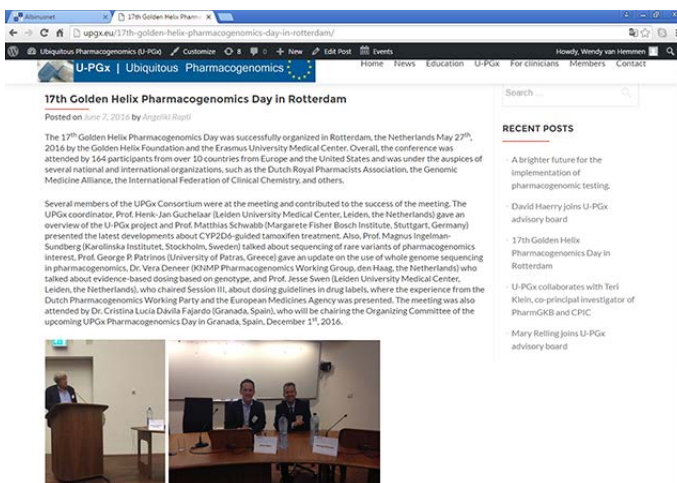 Albinusnet
17th Golden Helix Pharma
upgx.eu/17th-golden-helix-pharmacogenomics-day-in-rotterdam/
Ubiquitous Pharmacogenomics (U-PGx) Customize 8 0 + New Edit Post Events Howdy, Wendy van Hemmen
U-PGx | Ubiquitous Pharmacogenomics
Home News Education U-PGx For clinicians Members Contact
17th Golden Helix Pharmacogenomics Day in Rotterdam
Posted on June 7, 2016 by Angeliki Rapti
The 17th Golden Helix Pharmacogenomics Day was successfully organized in Rotterdam, the Netherlands May 27th,
2016 by the Golden Helix Foundation and the Erasmus University Medical Center. Overall, the conference was
attended by 164 participants from over 10 countries from Europe and the United States and was under the auspices of
several national and international organizations, such as the Dutch Royal Pharmacists Association, the Genomic
Medicine Alliance, the International Federation of Clinical Chemistry, and others.
Several members of the UPGx Consortium were at the meeting and contributed to the success of the meeting. The
UPGx coordinator, Prof. Henk-Jan Guchelaar (Leiden University Medical Center, Leiden, the Netherlands) gave an
overview of the U-PGx project and Prof. Matthias Schwabb (Margarete Fisher Bosch Institute, Stuttgart, Germany)
presented the latest developments about CYP2D6-guided tamoxifen treatment. Also, Prof. Magnus Ingelman-
Sundberg (Karolinska Institutet, Stockholm, Sweden) talked about sequencing of rare variants of pharmacogenomics
interest, Prof. George P. Patrinos (University of Patras, Greece) gave an update on the use of whole genome sequencing
in pharmacogenomics, Dr. Vera Deneer (KNMP Pharmacogenomics Working Group, den Haag, the Netherlands) who
talked about evidence-based dosing based on genotype, and Prof. Jesse Swen (Leiden University Medical Center,
Leiden, the Netherlands), who chaired Session III, about dosing guidelines in drug labels, where the experience from the
Dutch Pharmacogenomics Working Party and the European Medicines Agency was presented. The meeting was also
attended by Dr. Cristina Lucía Dávila Fajardo (Granada, Spain), who will be chairing the Organizing Committee of the
upcoming UPGx Pharmacogenomics Day in Granada, Spain, December 1st, 2016.
Search ...
RECENT POSTS
A brighter future for the
implementation of
pharmacogenomic testing.
David Haerry joins U-PGx
advisory board
17th Golden Helix
Pharmacogenomics Day in
Rotterdam
U-PGx collaborates with Teri
Klein, co-principal investigator of
PharmGKB and CPIC
Mary Relling joins U-PGx
advisory board